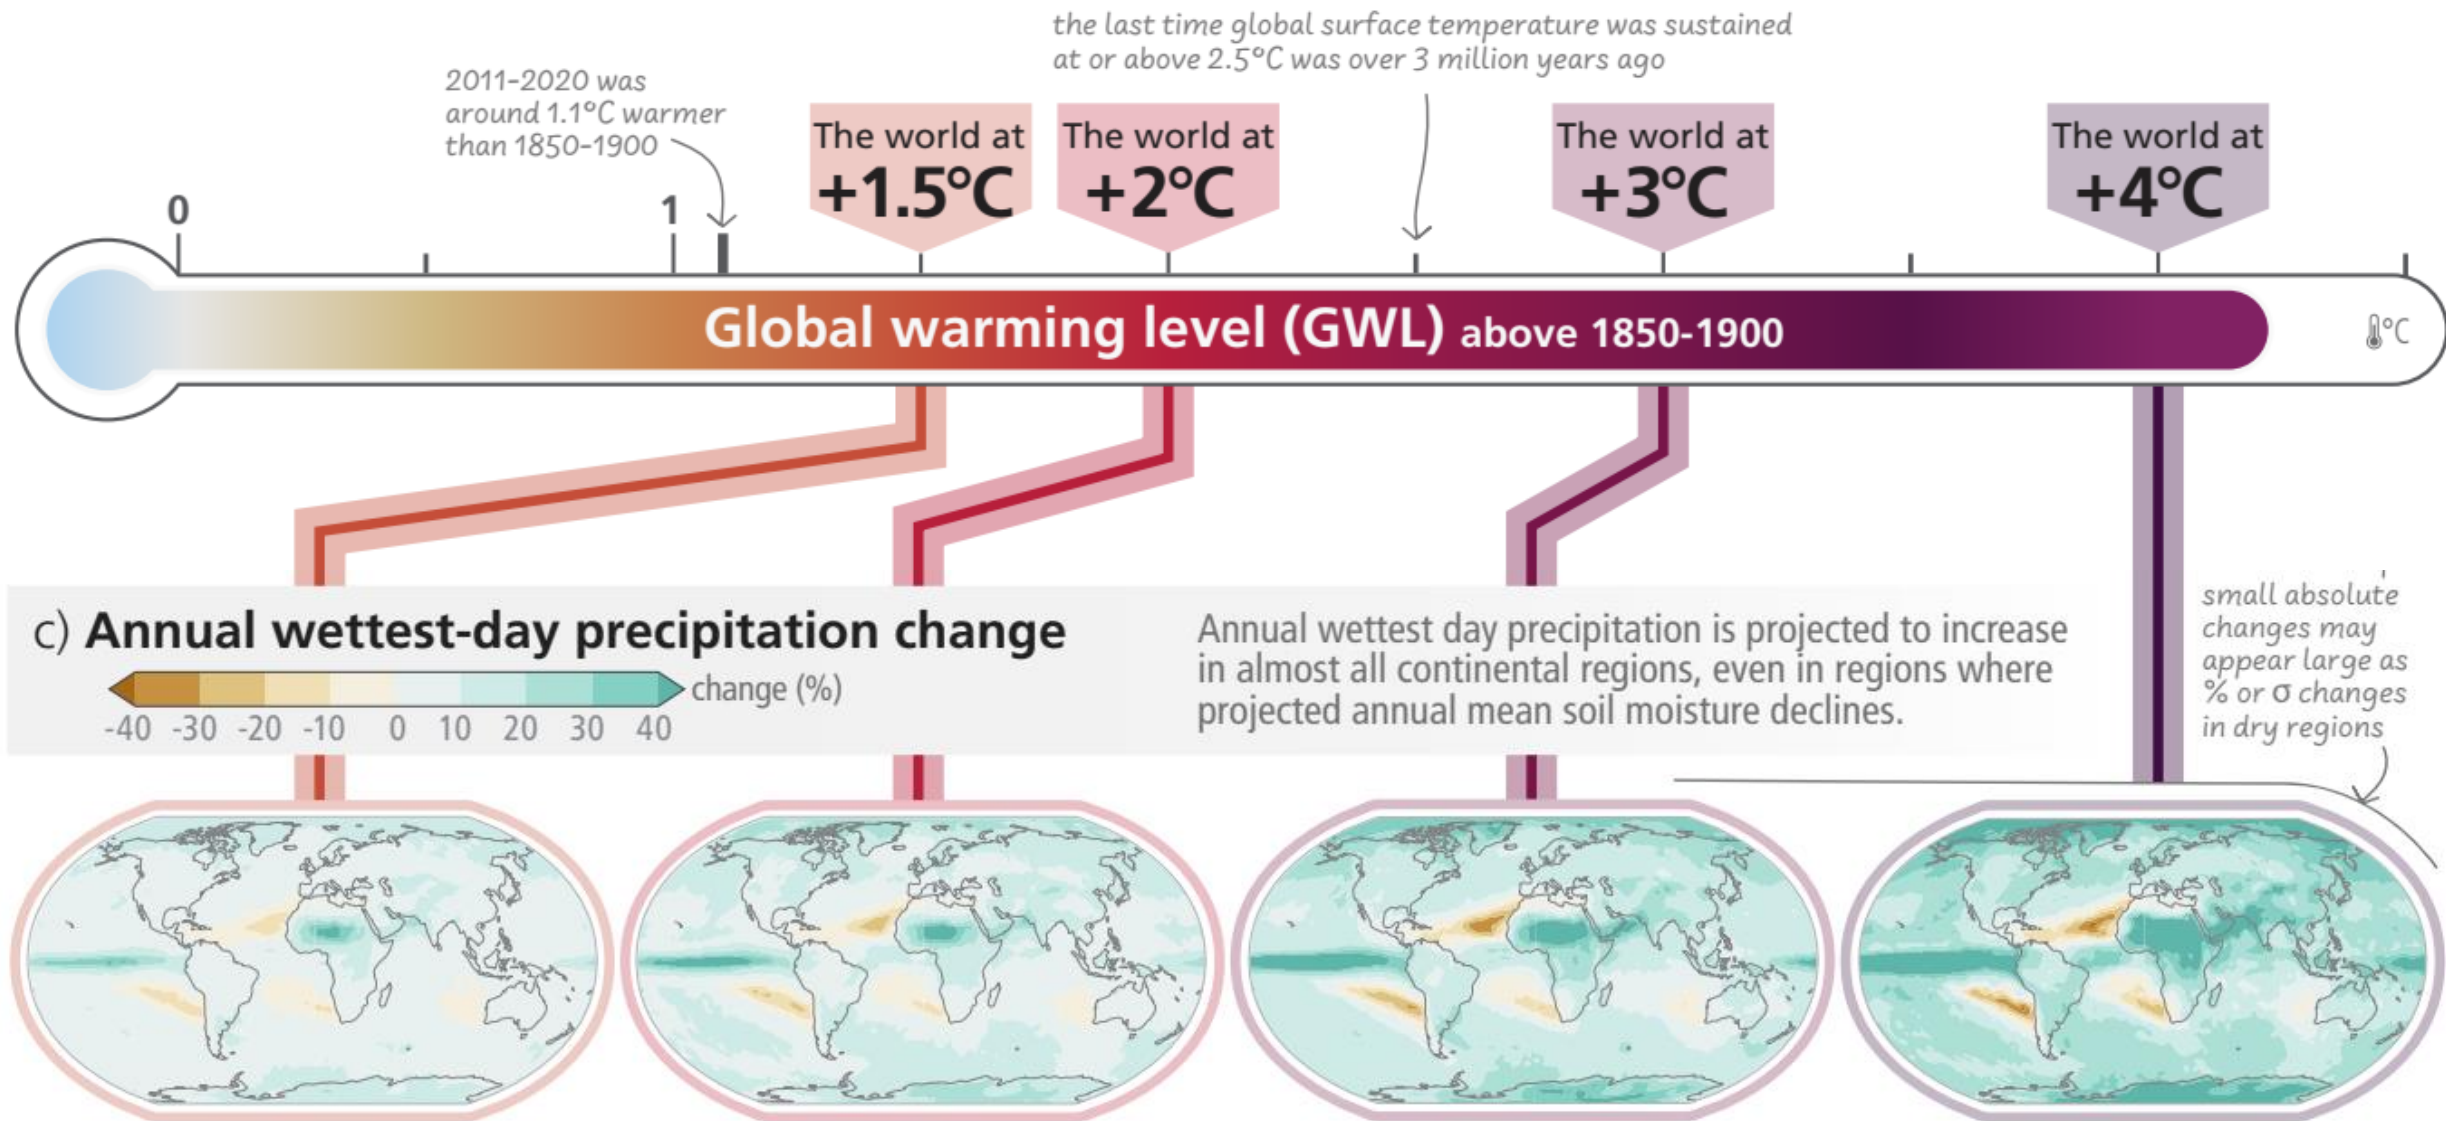 the last time global surface temperature was sustained
at or above 2.5°C was over 3 million years ago
2011-2020 was
around 1.1°C warmer
than 1850-1900
The world at
+1.5°C
The world at
+2°C
The world at
+3°C
The world at
+4°C
0
1
Global warming level (GWL) above 1850-1900
°C
c) Annual wettest-day precipitation change
change (%)
-40 -30 -20 -10 0 10 20 30 40
Annual wettest day precipitation is projected to increase
in almost all continental regions, even in regions where
projected annual mean soil moisture declines.
small absolute
changes may
appear large as
% or σ changes
in dry regions